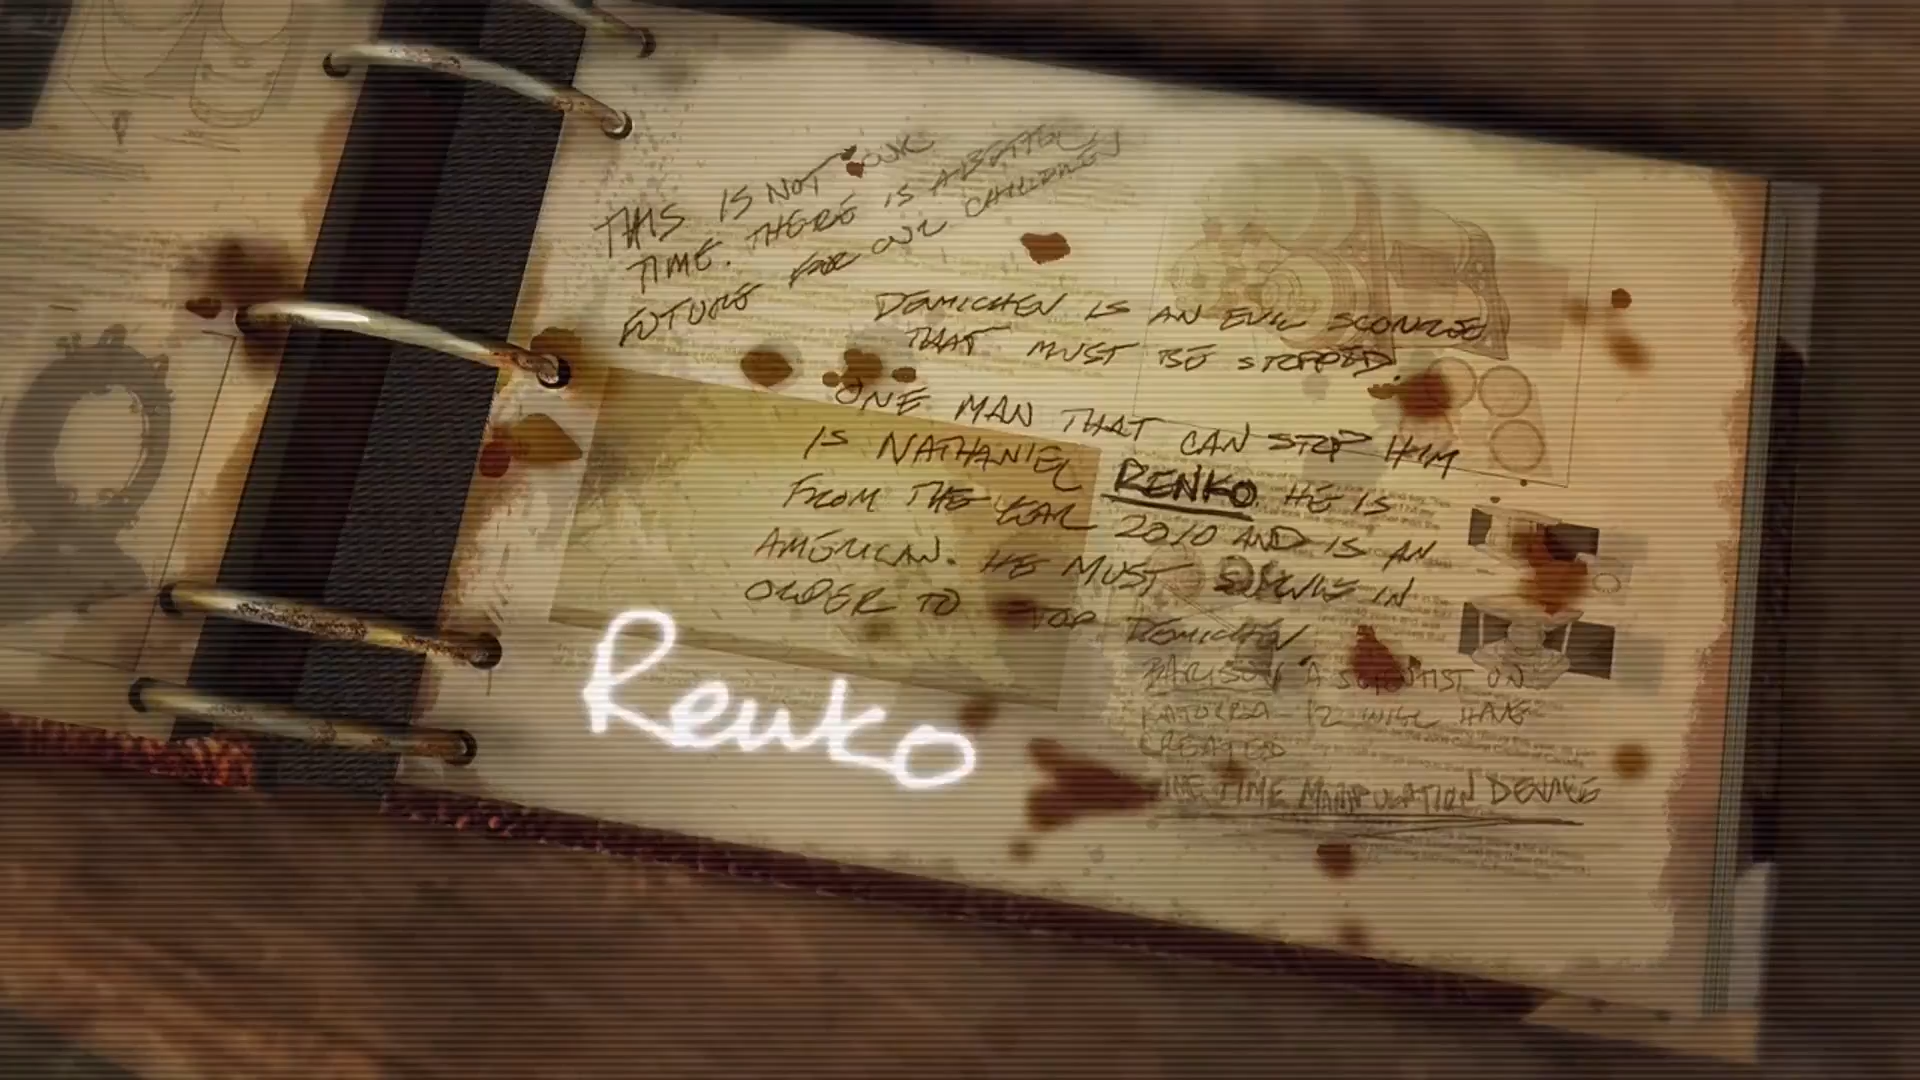 THIS IS NOT OUR
TIME. THERE IS A BETTER
FUTURE FOR OUR CHILDREN
DEMICHEV IS AN EVIL SCOURGE
THAT MUST BE STOPPED.
ONE MAN THAT CAN STOP HIM
IS NATHANIEL RENKO. HE IS
FROM THE YEAR 2010 AND IS AN
AMERICAN. HE MUST SURVIVE IN
ORDER TO STOP DEMICHEV.
Renko
BARISOV A SCIENTIST ON
KATORGA-12 WILL HAVE
CREATED
THE TIME MANIPULATION DEVICE